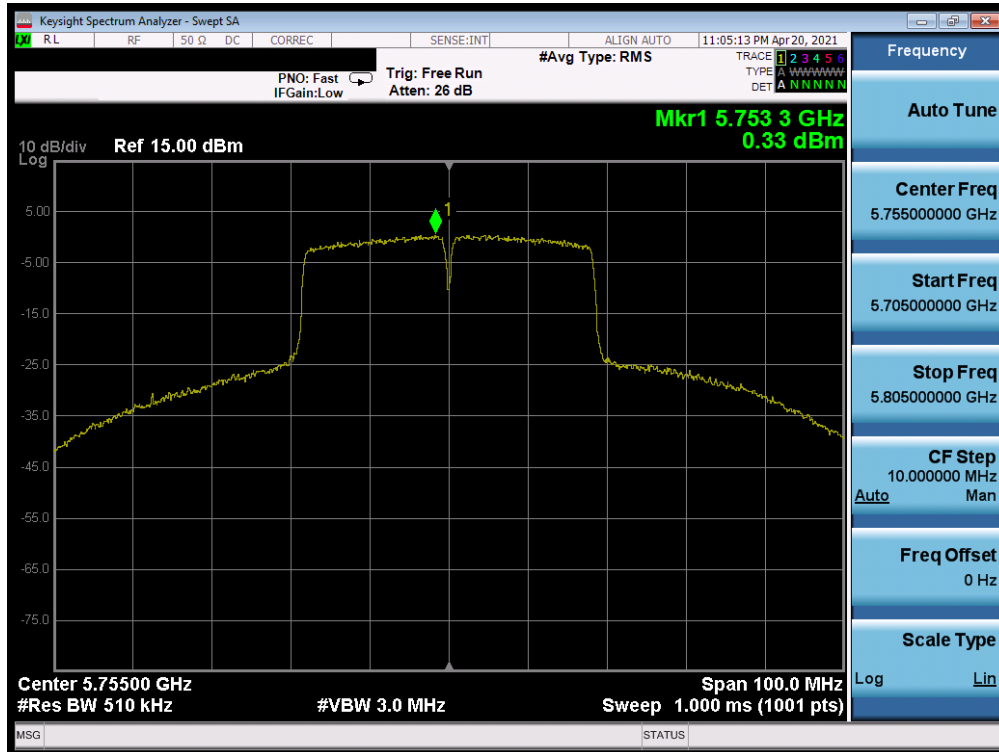 Keysight Spectrum Analyzer - Swept SA
LXI RL RF 50 Ω DC CORREC SENSE:INT ALIGN AUTO 11:05:13 PM Apr 20, 2021
#Avg Type: RMS TRACE 1 2 3 4 5 6
PNO: Fast Trig: Free Run TYPE A WWWWW
IFGain:Low Atten: 26 dB DET A N N N N N
Mkr1 5.753 3 GHz
0.33 dBm
10 dB/div Ref 15.00 dBm
Log
1
5.00
-5.00
-15.0
-25.0
-35.0
-45.0
-55.0
-65.0
-75.0
Center 5.75500 GHz Span 100.0 MHz
#Res BW 510 kHz #VBW 3.0 MHz Sweep 1.000 ms (1001 pts)
MSG STATUS
Frequency
Auto Tune
Center Freq
5.755000000 GHz
Start Freq
5.705000000 GHz
Stop Freq
5.805000000 GHz
CF Step
10.000000 MHz
Auto Man
Freq Offset
0 Hz
Scale Type
Log Lin